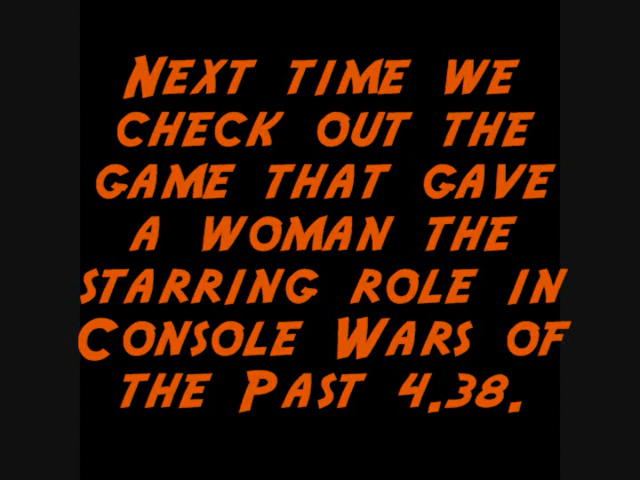 Next time we
check out the
game that gave
a woman the
starring role in
Console Wars of
the Past 4.38.